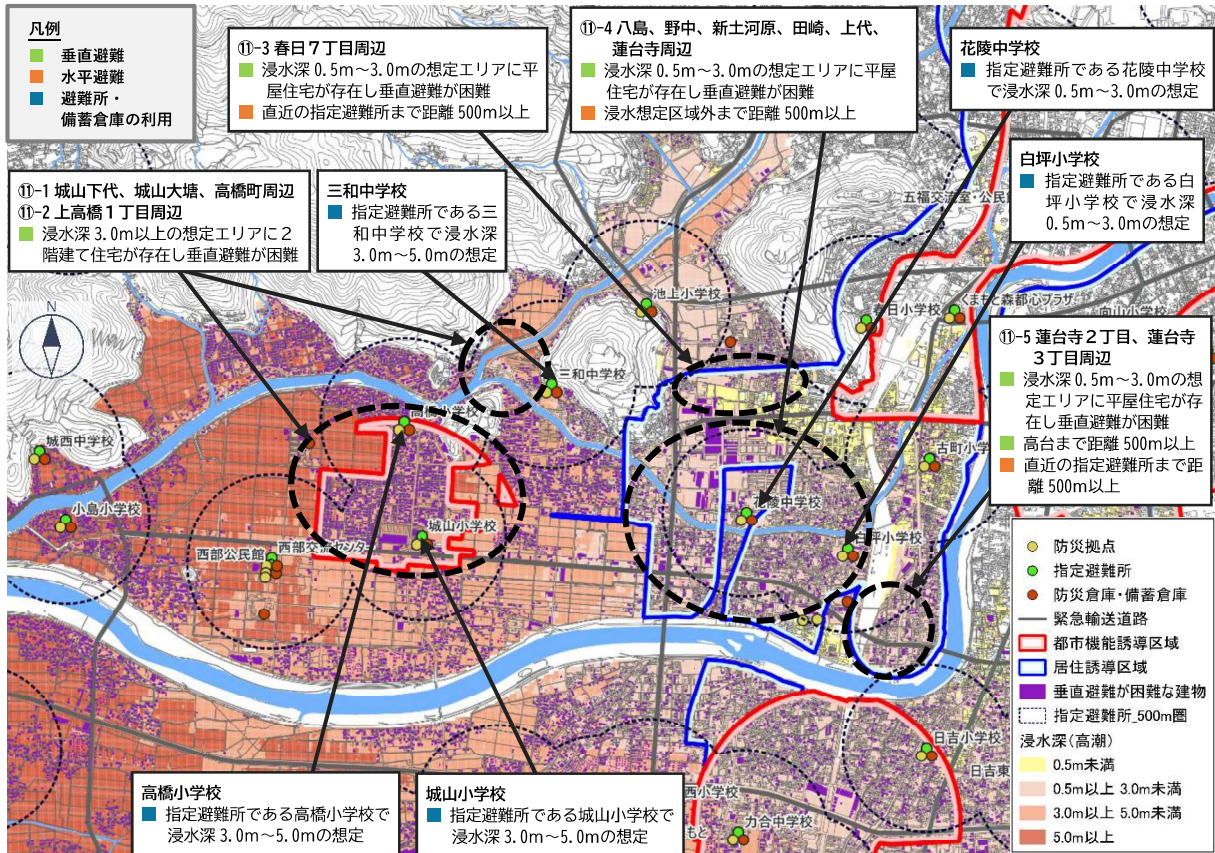 凡例
垂直避難
水平避難
避難所・
備蓄倉庫の利用
⑪-3 春日7丁目周辺
浸水深0.5m~3.0mの想定エリアに平
屋住宅が存在し垂直避難が困難
直近の指定避難所まで距離500m以上
⑪-4 八島、野中、新土河原、田崎、上代、
蓮台寺周辺
浸水深0.5m~3.0mの想定エリアに平屋
住宅が存在し垂直避難が困難
浸水想定区域外まで距離500m以上
花陵中学校
指定避難所である花陵中学校
で浸水深0.5m~3.0mの想定
白坪小学校
指定避難所である白
坪小学校で浸水深
0.5m~3.0mの想定
⑪-1 城山下代、城山大塘、高橋町周辺
⑪-2 上高橋1丁目周辺
浸水深3.0m以上の想定エリアに2
階建て住宅が存在し垂直避難が困難
三和中学校
指定避難所である三
和中学校で浸水深
3.0m~5.0mの想定
⑪-5 蓮台寺2丁目、蓮台寺
3丁目周辺
浸水深0.5m~3.0mの想
定エリアに平屋住宅が存
在し垂直避難が困難
高台まで距離500m以上
直近の指定避難所まで距
離500m以上
N
五福交流室・公民館
池上小学校
日小学校
くまもと森都心プラザ
向山小学校
三和中学校
高橋小学校
城西中学校
古町小学
小島小学校
花陵中学校
城山小学校
白坪小学校
西部公民館
西部交流センター
日吉小学校
日吉東
西小学校
力合中学校
もと
高橋小学校
指定避難所である高橋小学校で
浸水深3.0m~5.0mの想定
城山小学校
指定避難所である城山小学校で
浸水深3.0m~5.0mの想定
防災拠点
指定避難所
防災倉庫・備蓄倉庫
緊急輸送道路
都市機能誘導区域
居住誘導区域
垂直避難が困難な建物
指定避難所_500m圏
浸水深(高潮)
0.5m未満
0.5m以上 3.0m未満
3.0m以上 5.0m未満
5.0m以上